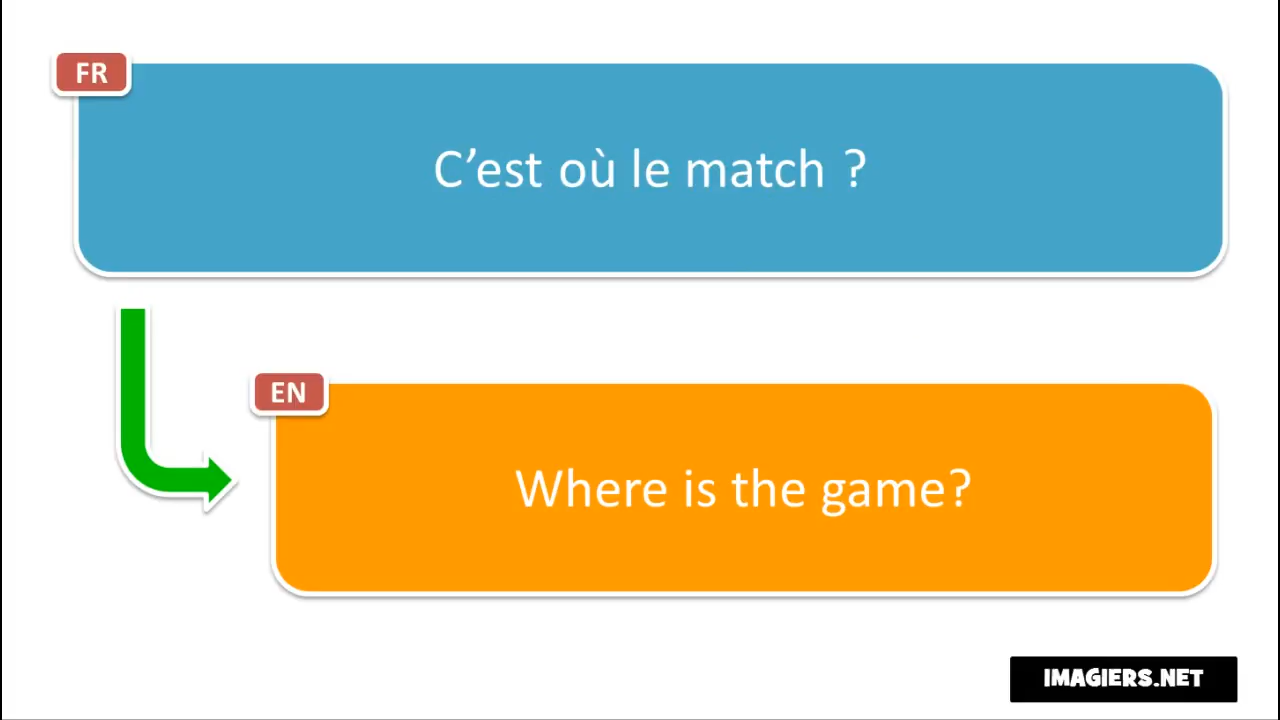 FR
C’est où le match ?
EN
Where is the game?
IMAGIERS.NET